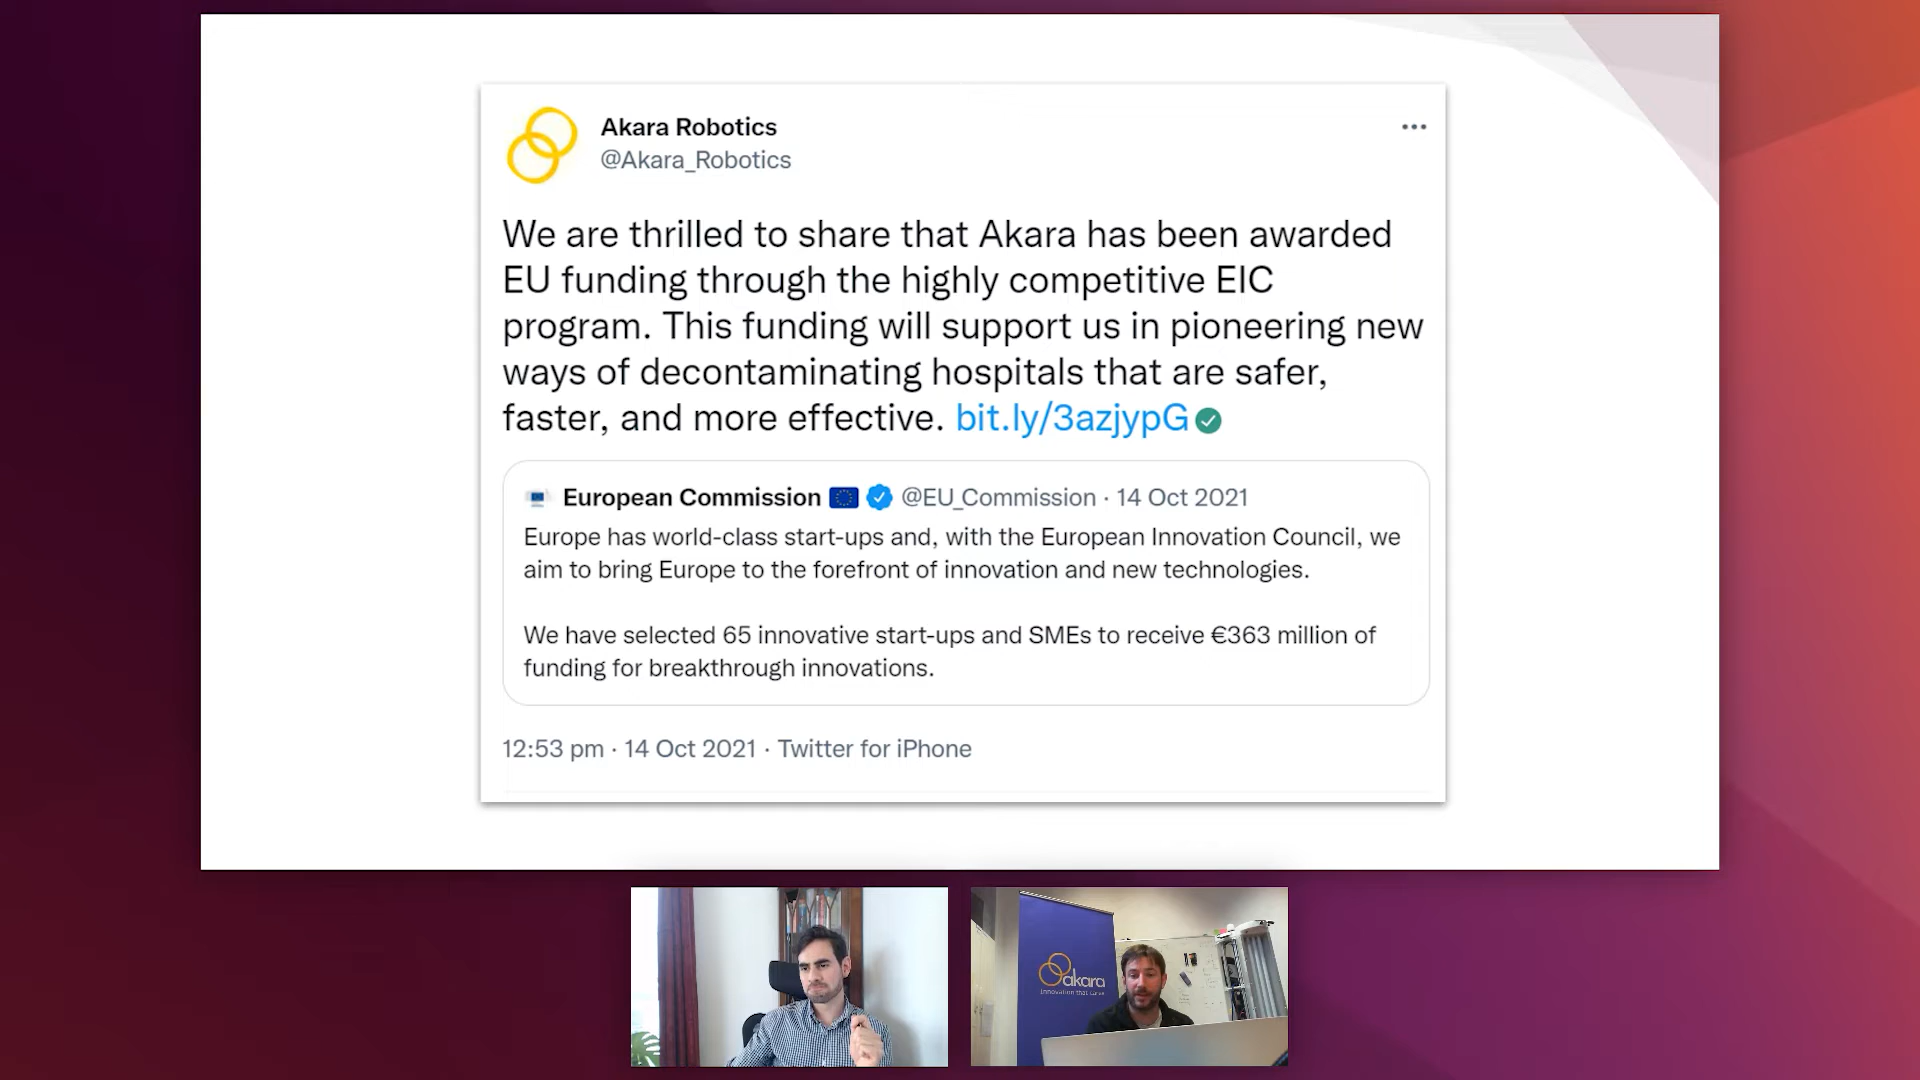 Akara Robotics
@Akara_Robotics
We are thrilled to share that Akara has been awarded
EU funding through the highly competitive EIC
program. This funding will support us in pioneering new
ways of decontaminating hospitals that are safer,
faster, and more effective. bit.ly/3azjypG
European Commission @EU_Commission · 14 Oct 2021
Europe has world-class start-ups and, with the European Innovation Council, we
aim to bring Europe to the forefront of innovation and new technologies.
We have selected 65 innovative start-ups and SMEs to receive €363 million of
funding for breakthrough innovations.
12:53 pm · 14 Oct 2021 · Twitter for iPhone
akara
innovation that cares